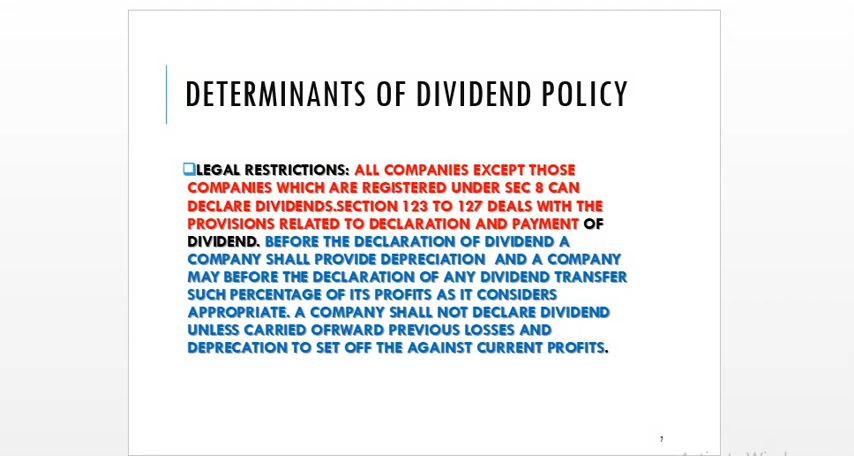 DETERMINANTS OF DIVIDEND POLICY
LEGAL RESTRICTIONS: ALL COMPANIES EXCEPT THOSE
COMPANIES WHICH ARE REGISTERED UNDER SEC 8 CAN
DECLARE DIVIDENDS.SECTION 123 TO 127 DEALS WITH THE
PROVISIONS RELATED TO DECLARATION AND PAYMENT OF
DIVIDEND. BEFORE THE DECLARATION OF DIVIDEND A
COMPANY SHALL PROVIDE DEPRECIATION AND A COMPANY
MAY BEFORE THE DECLARATION OF ANY DIVIDEND TRANSFER
SUCH PERCENTAGE OF ITS PROFITS AS IT CONSIDERS
APPROPRIATE. A COMPANY SHALL NOT DECLARE DIVIDEND
UNLESS CARRIED OFRWARD PREVIOUS LOSSES AND
DEPRECATION TO SET OFF THE AGAINST CURRENT PROFITS.
7